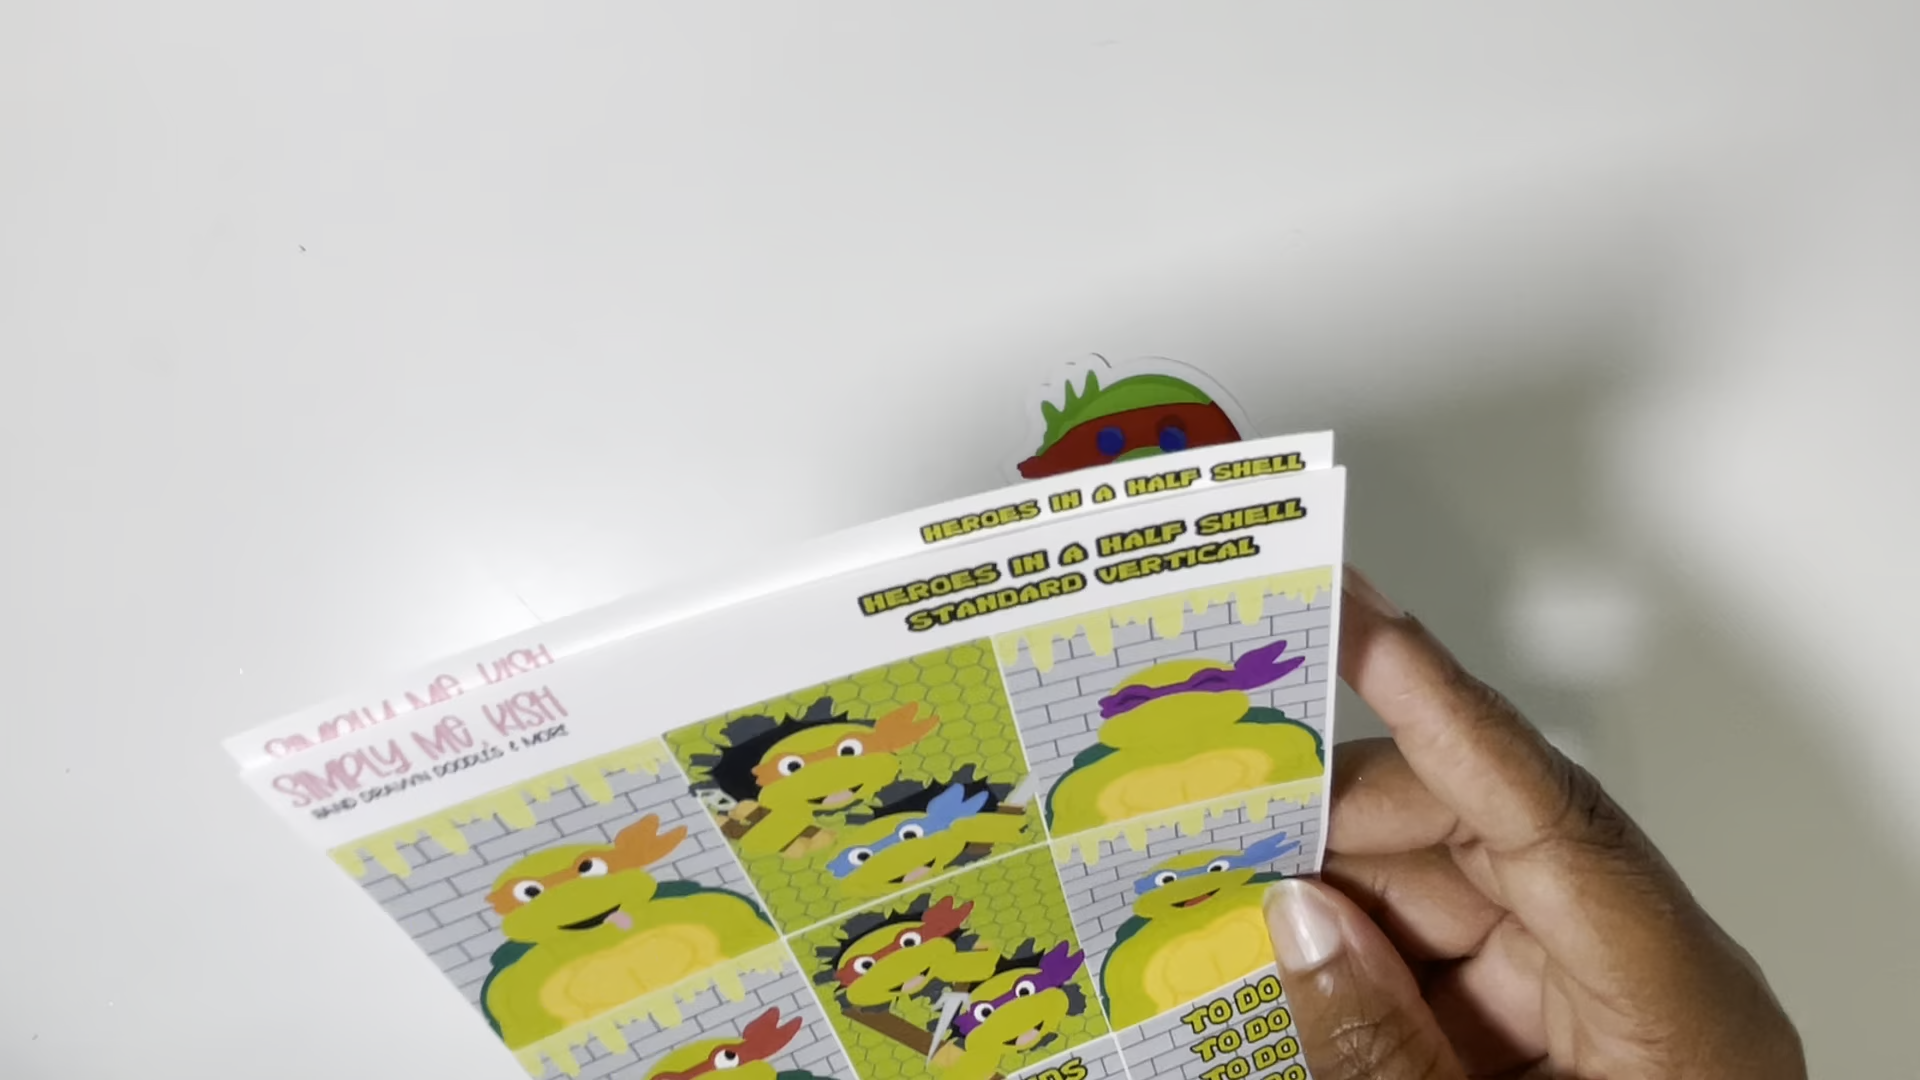 HEROES IN A HALF SHELL
SIMPLY ME KISH
HEROES IN A HALF SHELL
STANDARD VERTICAL
SIMPLY ME KISH
HAND DRAWN DOODLES & MORE
TO DO
TO DO
TO DO